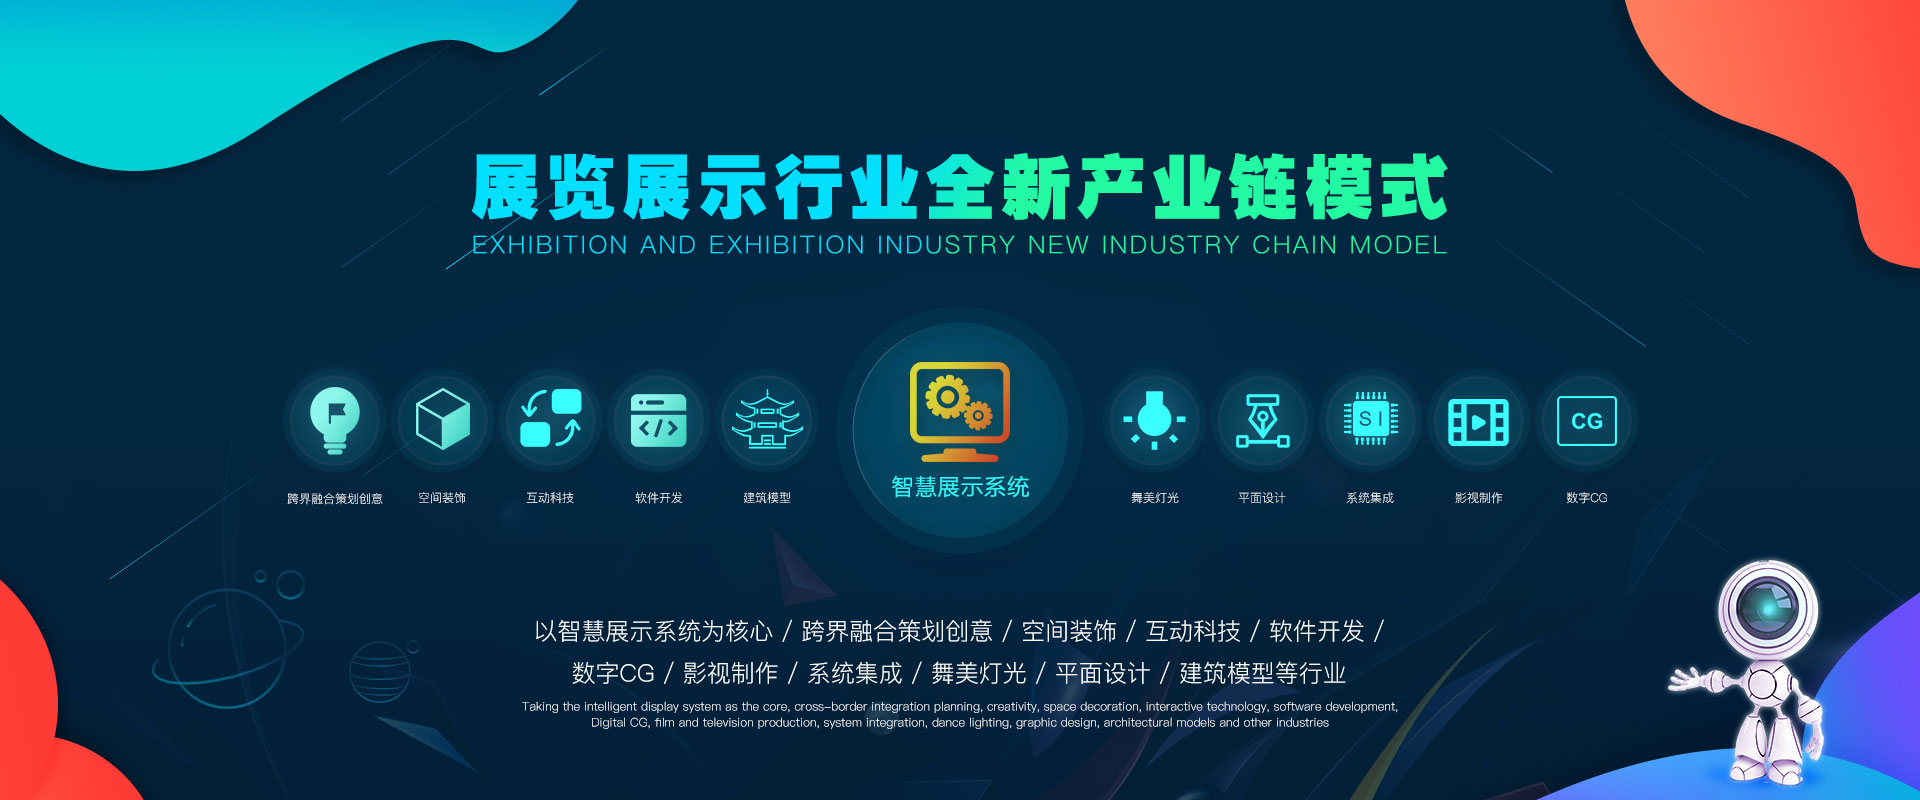 展览展示行业全新产业链模式
EXHIBITION AND EXHIBITION INDUSTRY NEW INDUSTRY CHAIN MODEL
SI
CG
智慧展示系统
跨界融合策划创意 空间装饰 互动科技 软件开发 建筑模型 舞美灯光 平面设计 系统集成 影视制作 数字CG
以智慧展示系统为核心 / 跨界融合策划创意 / 空间装饰 / 互动科技 / 软件开发 /
数字CG / 影视制作 / 系统集成 / 舞美灯光 / 平面设计 / 建筑模型等行业
Taking the intelligent display system as the core, cross-border integration planning, creativity, space decoration, interactive technology, software development,
Digital CG, film and television production, system integration, dance lighting, graphic design, architectural models and other industries